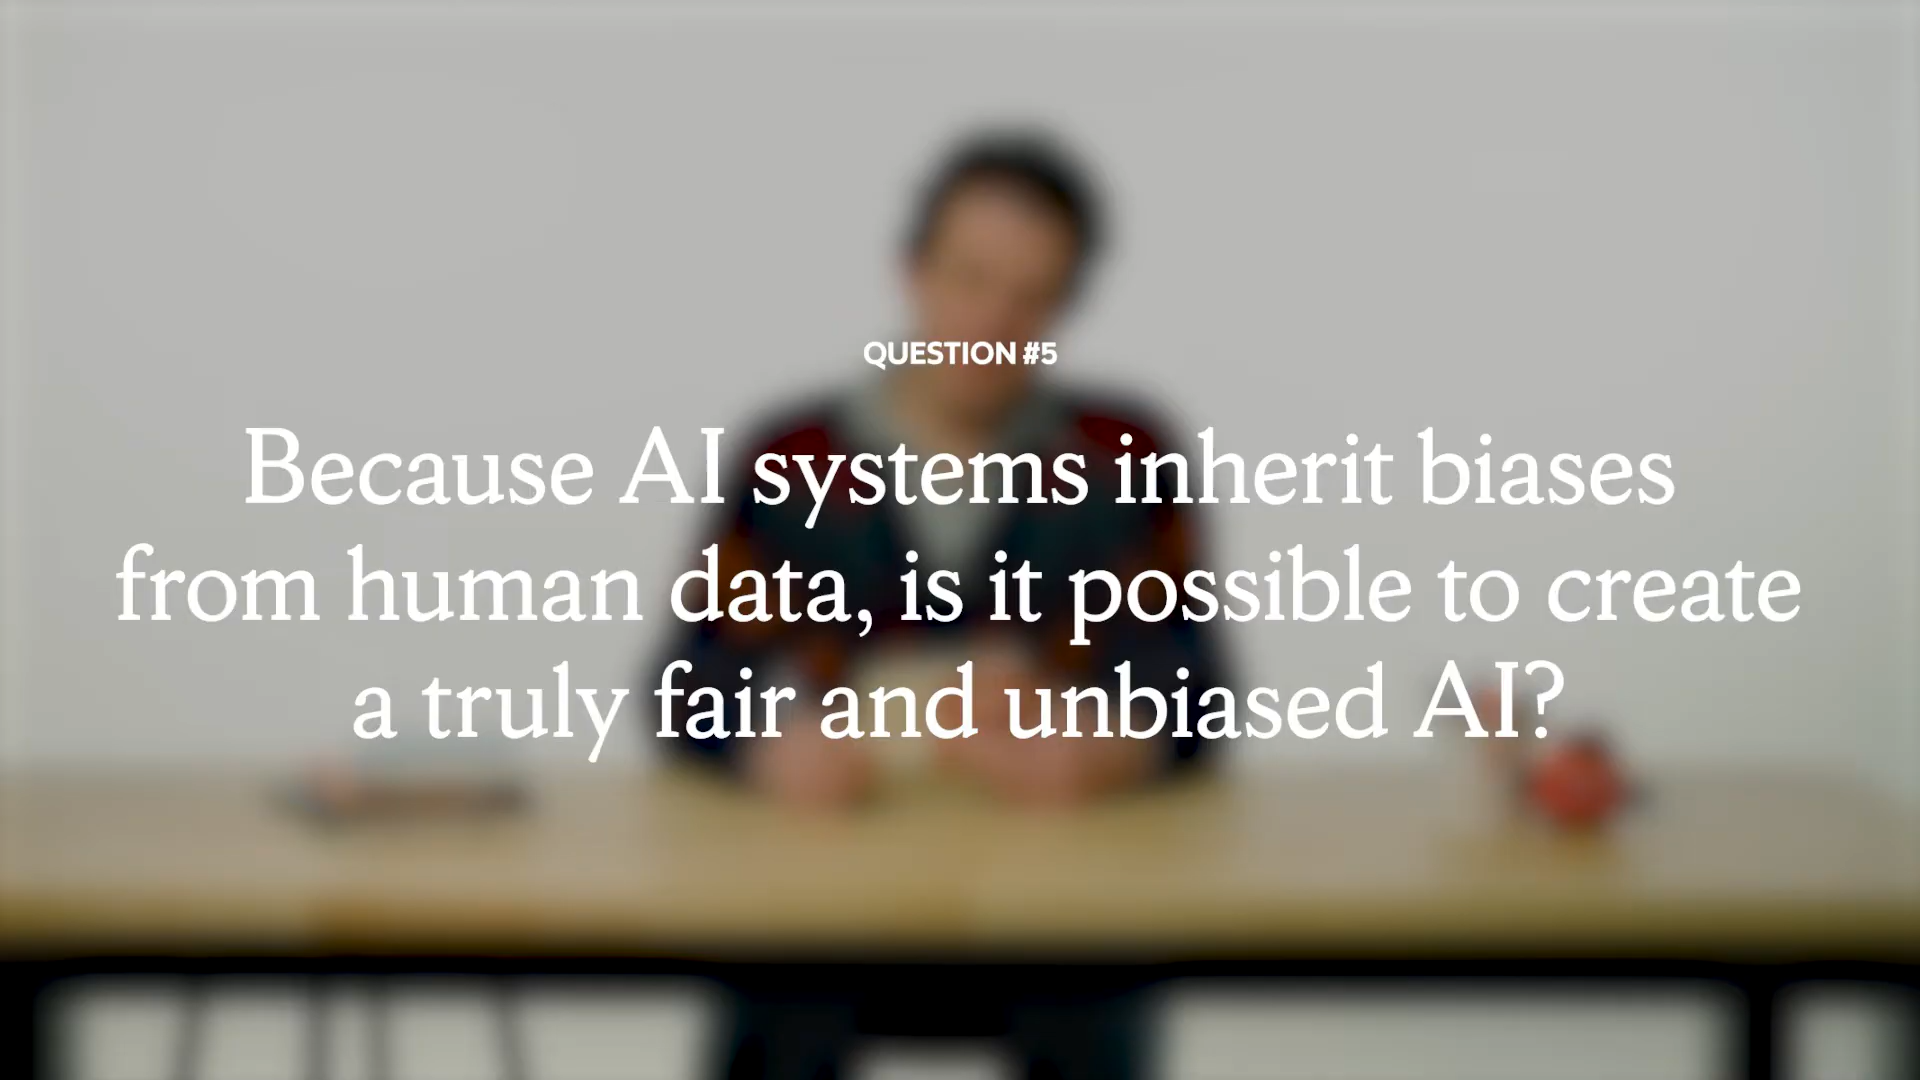 QUESTION #5
Because AI systems inherit biases
from human data, is it possible to create
a truly fair and unbiased AI?